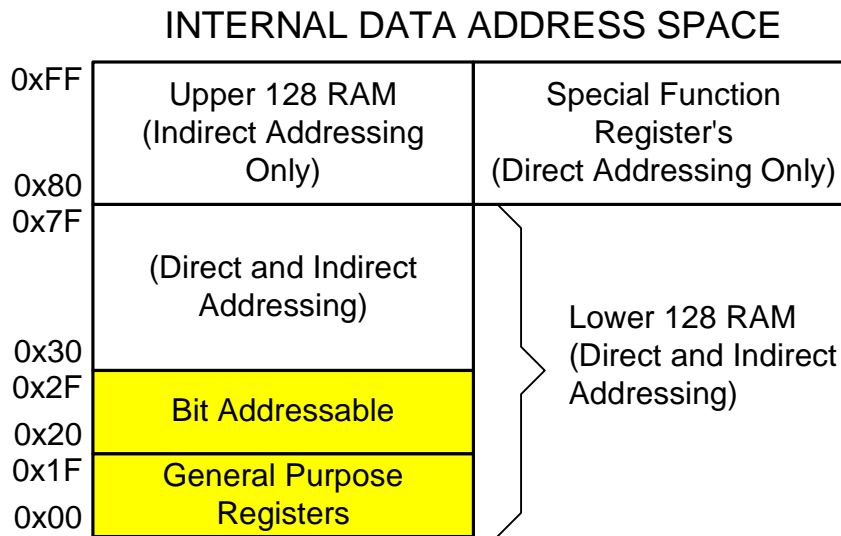 INTERNAL DATA ADDRESS SPACE
0xFF
Upper 128 RAM
(Indirect Addressing
Only)
0x80
Special Function
Register's
(Direct Addressing Only)
0x7F
(Direct and Indirect
Addressing)
0x30
Lower 128 RAM
(Direct and Indirect
Addressing)
0x2F
Bit Addressable
0x20
0x1F
General Purpose
Registers
0x00